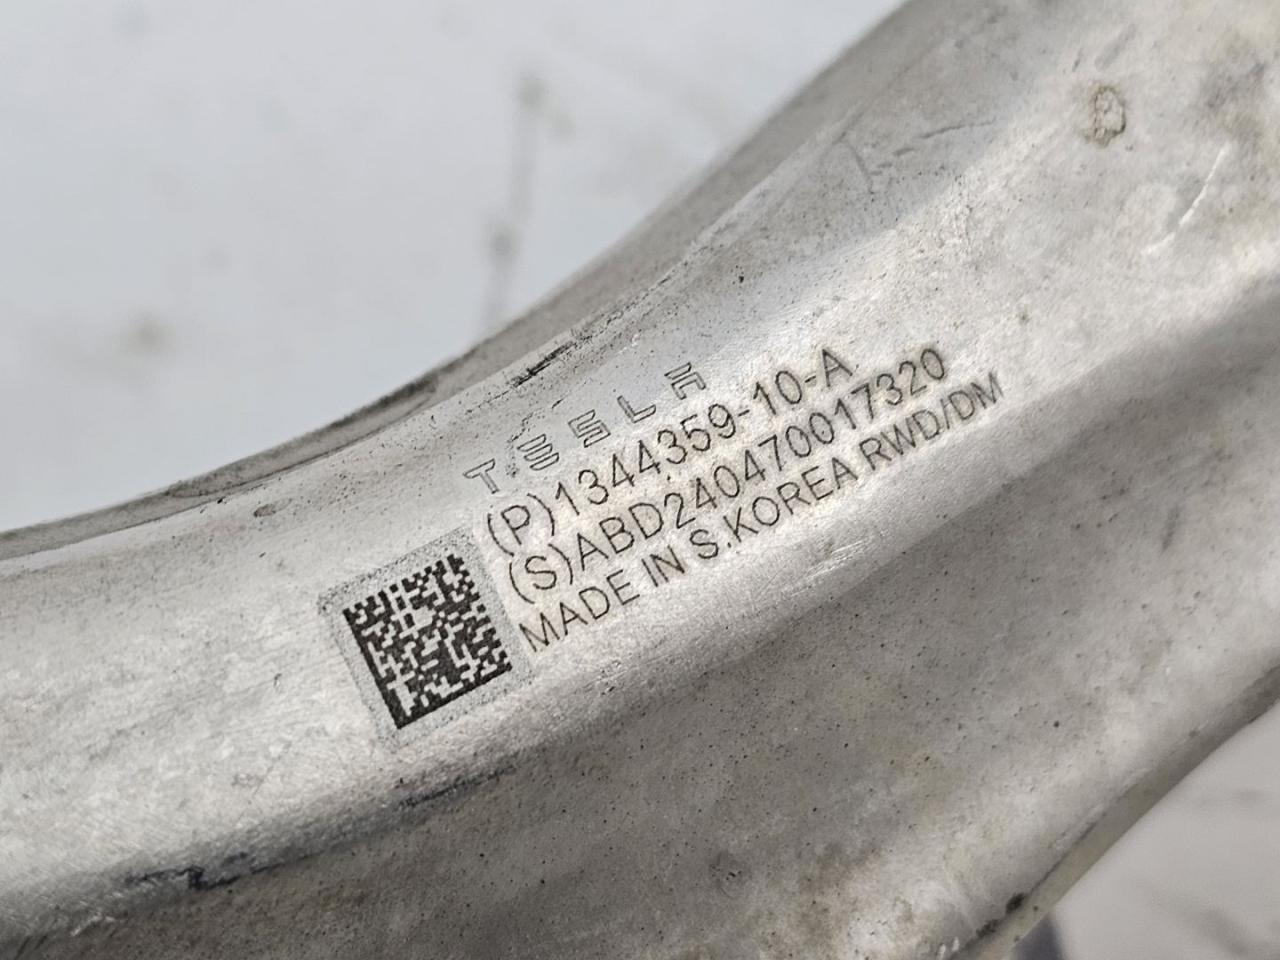 TESLA
(P)1344359-10-A
(S)ABD240470017320
MADE IN S.KOREA RWD/DM